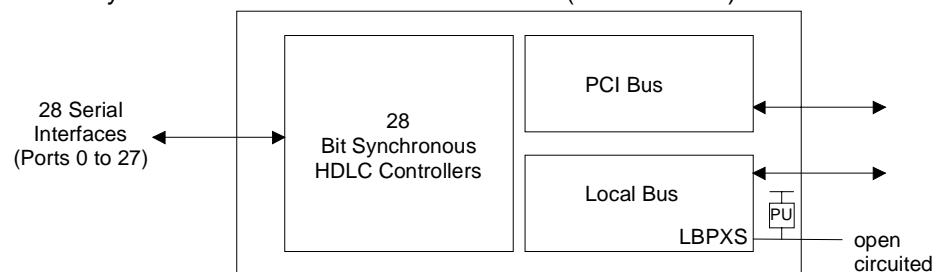 28 Serial
Interfaces
(Ports 0 to 27)
28
Bit Synchronous
HDLC Controllers
PCI Bus
Local Bus
LBPXS
PU
open
circuited